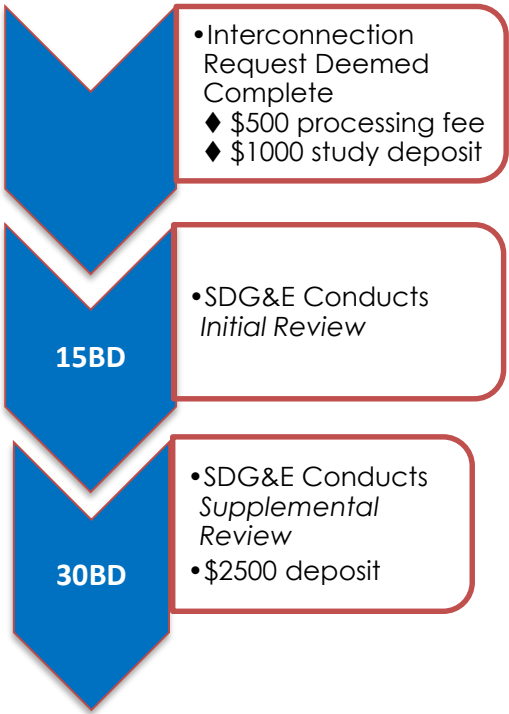 •Interconnection
Request Deemed
Complete
♦ $500 processing fee
♦ $1000 study deposit
15BD
•SDG&E Conducts
Initial Review
30BD
•SDG&E Conducts
Supplemental
Review
•$2500 deposit